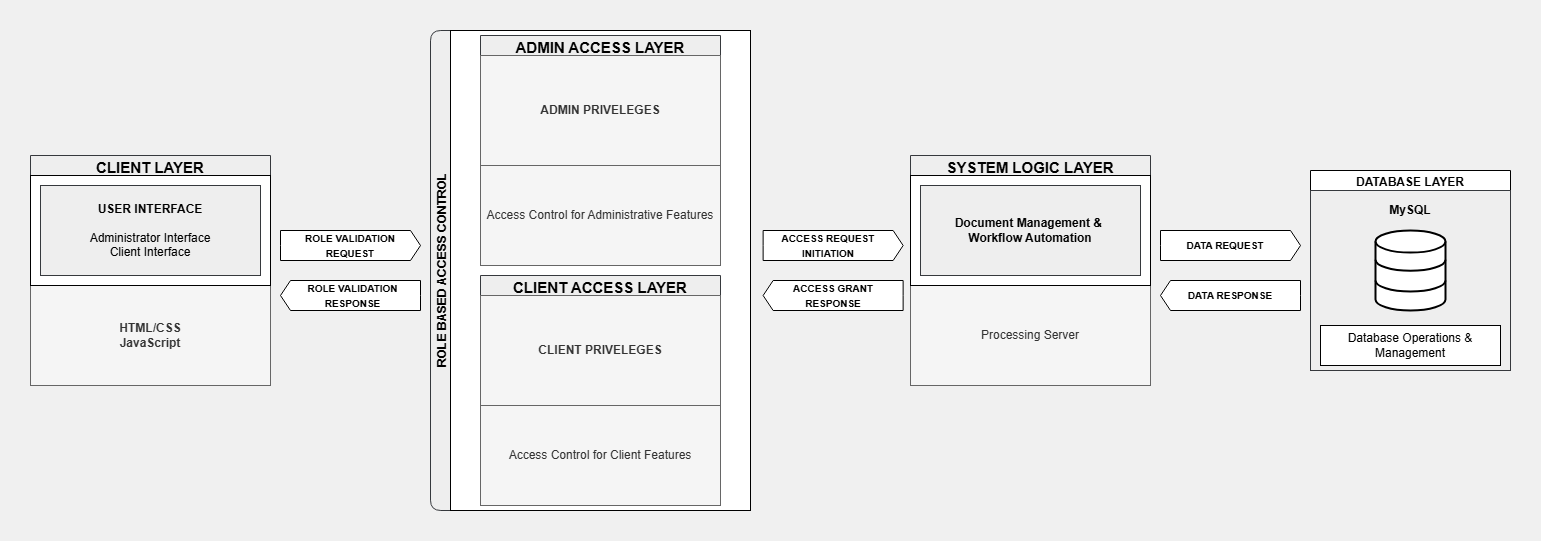 CLIENT LAYER
USER INTERFACE
Administrator Interface
Client Interface
HTML/CSS
JavaScript
ROLE VALIDATION
REQUEST
ROLE VALIDATION
RESPONSE
ROLE BASED ACCESS CONTROL
ADMIN ACCESS LAYER
ADMIN PRIVELEGES
Access Control for Administrative Features
CLIENT ACCESS LAYER
CLIENT PRIVELEGES
Access Control for Client Features
ACCESS REQUEST
INITIATION
ACCESS GRANT
RESPONSE
SYSTEM LOGIC LAYER
Document Management &
Workflow Automation
Processing Server
DATA REQUEST
DATA RESPONSE
DATABASE LAYER
MySQL
Database Operations &
Management